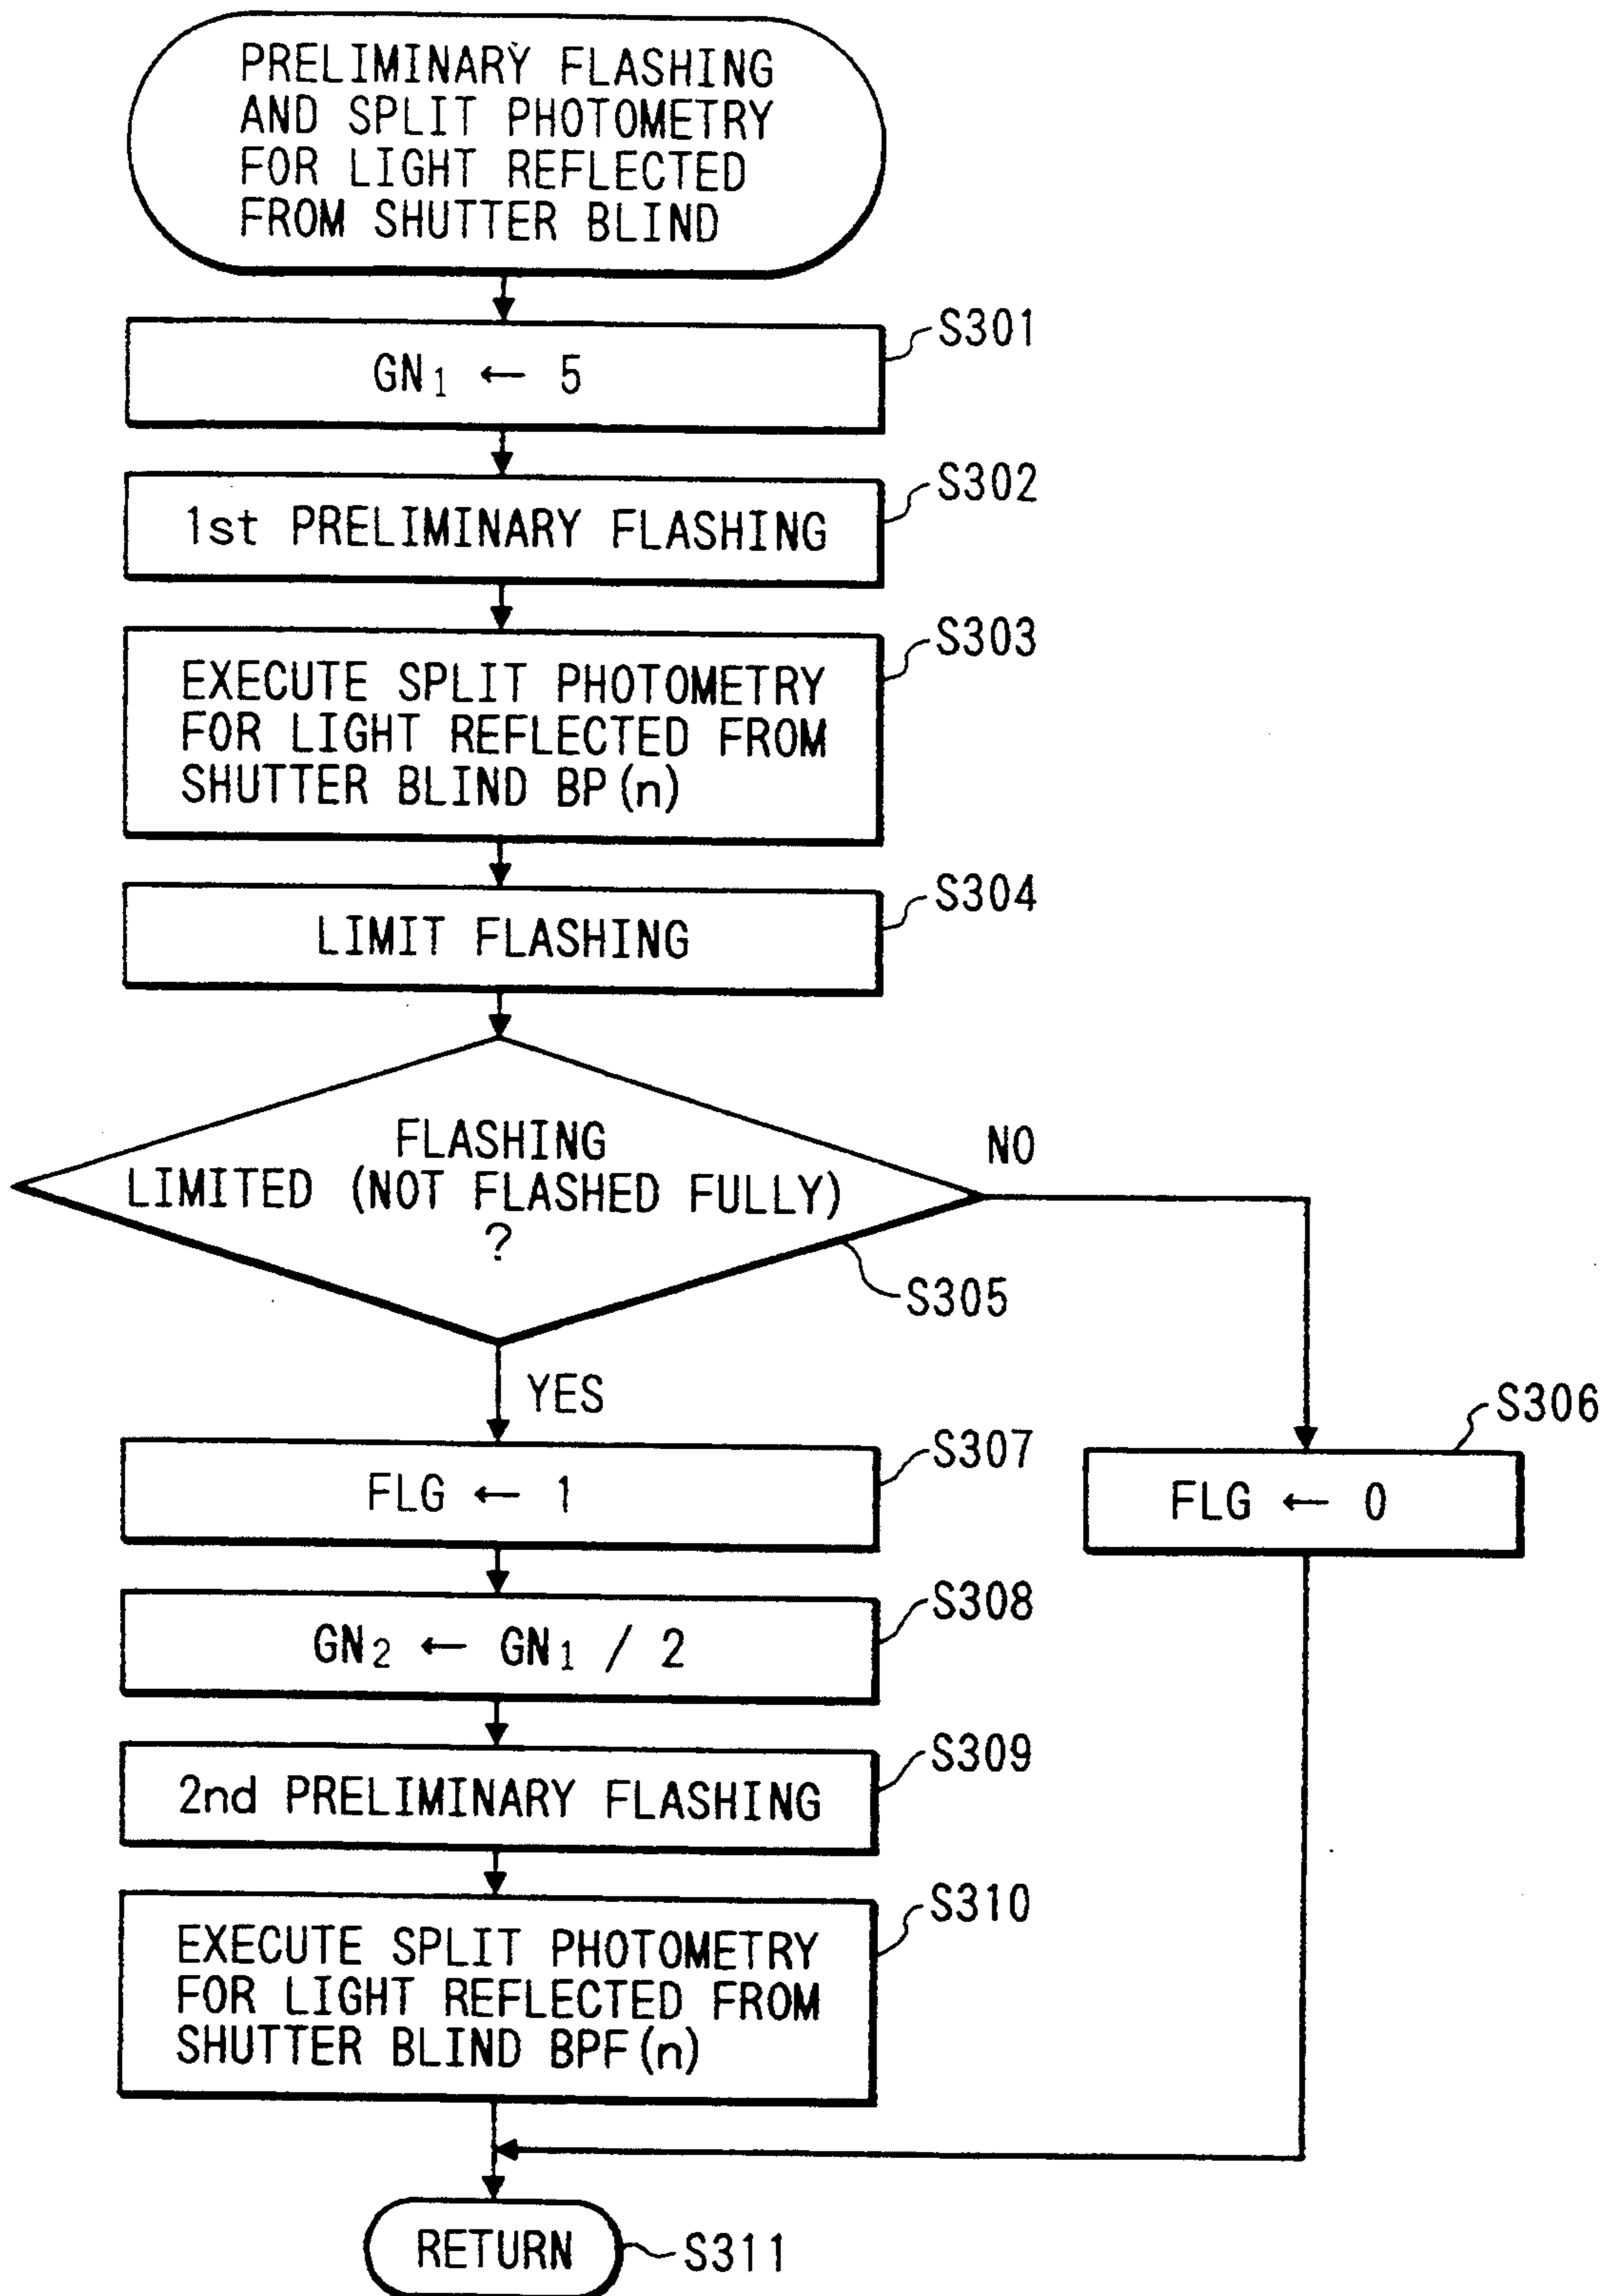 PRELIMINARY FLASHING
AND SPLIT PHOTOMETRY
FOR LIGHT REFLECTED
FROM SHUTTER BLIND
S301
GN₁ ← 5
S302
1st PRELIMINARY FLASHING
S303
EXECUTE SPLIT PHOTOMETRY
FOR LIGHT REFLECTED FROM
SHUTTER BLIND BP(n)
S304
LIMIT FLASHING
FLASHING
LIMITED (NOT FLASHED FULLY)
?
NO
S305
YES
S306
FLG ← 0
S307
FLG ← 1
S308
GN₂ ← GN₁ / 2
S309
2nd PRELIMINARY FLASHING
S310
EXECUTE SPLIT PHOTOMETRY
FOR LIGHT REFLECTED FROM
SHUTTER BLIND BPF(n)
RETURN
S311